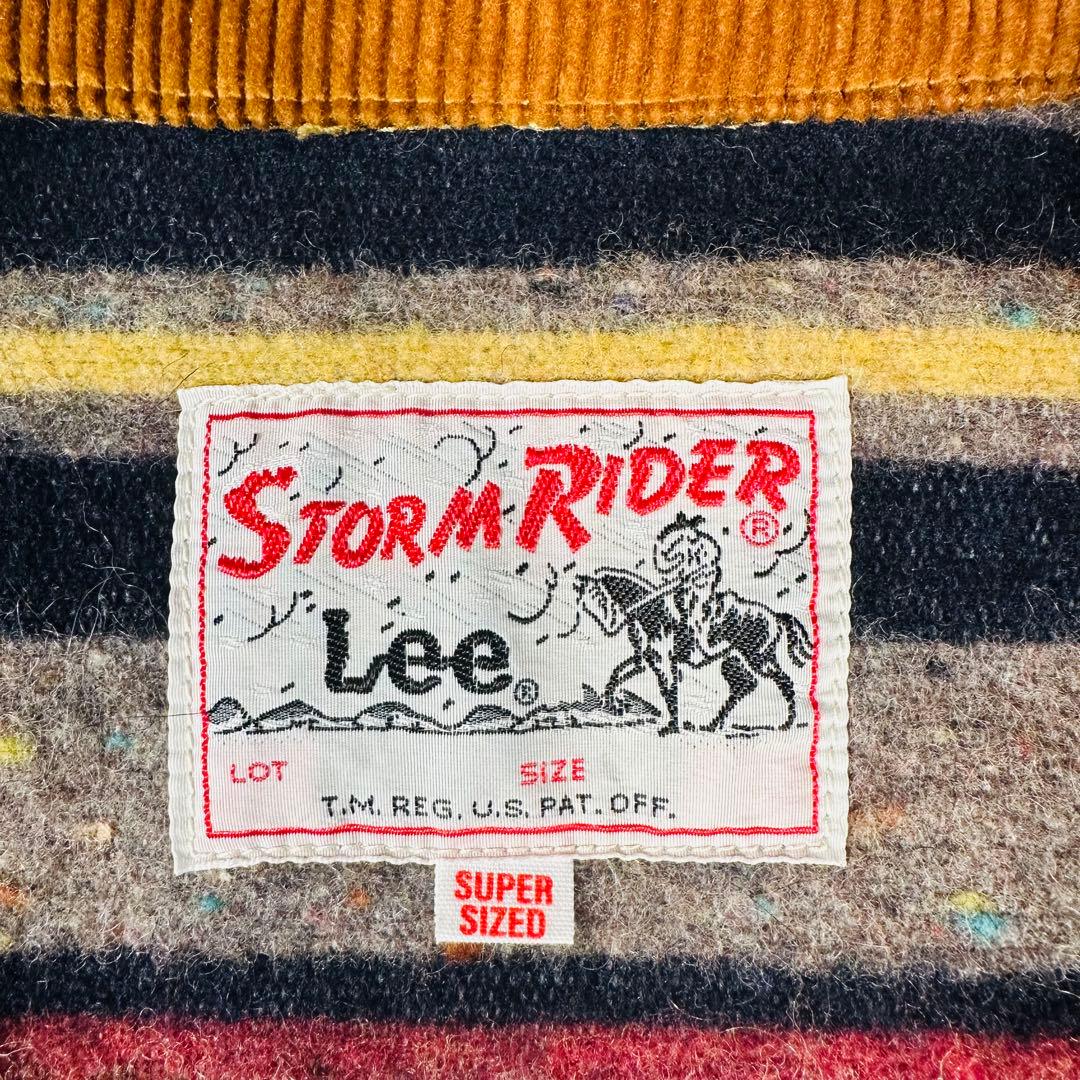 STORM RIDER ®
Lee ®
LOT SIZE
T.M. REG. U.S. PAT. OFF.
SUPER
SIZED